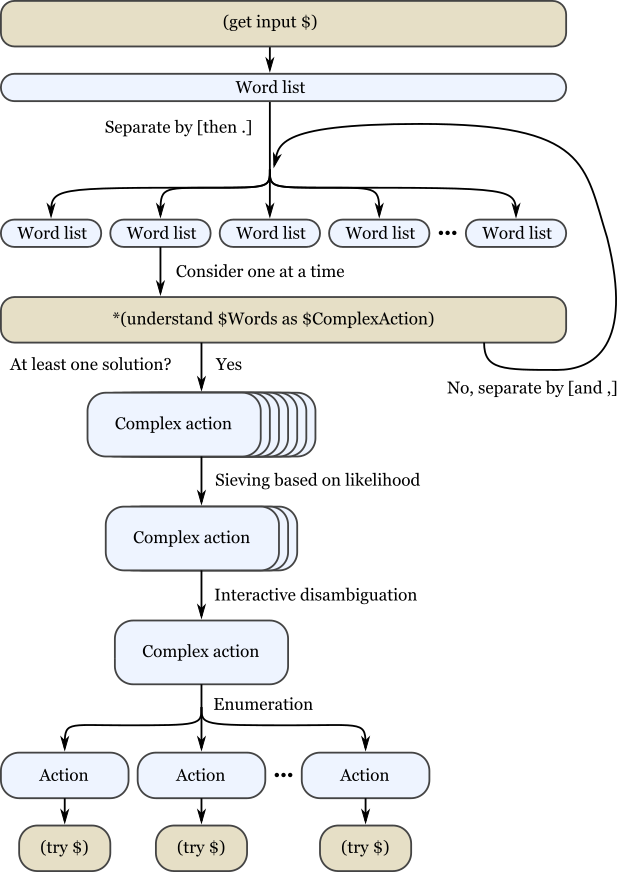 (get input $)
Word list
Separate by [then .]
Word list Word list Word list Word list ••• Word list
Consider one at a time
*(understand $Words as $ComplexAction)
At least one solution? Yes
No, separate by [and ,]
Complex action
Sieving based on likelihood
Complex action
Interactive disambiguation
Complex action
Enumeration
Action Action ••• Action
(try $) (try $) (try $)